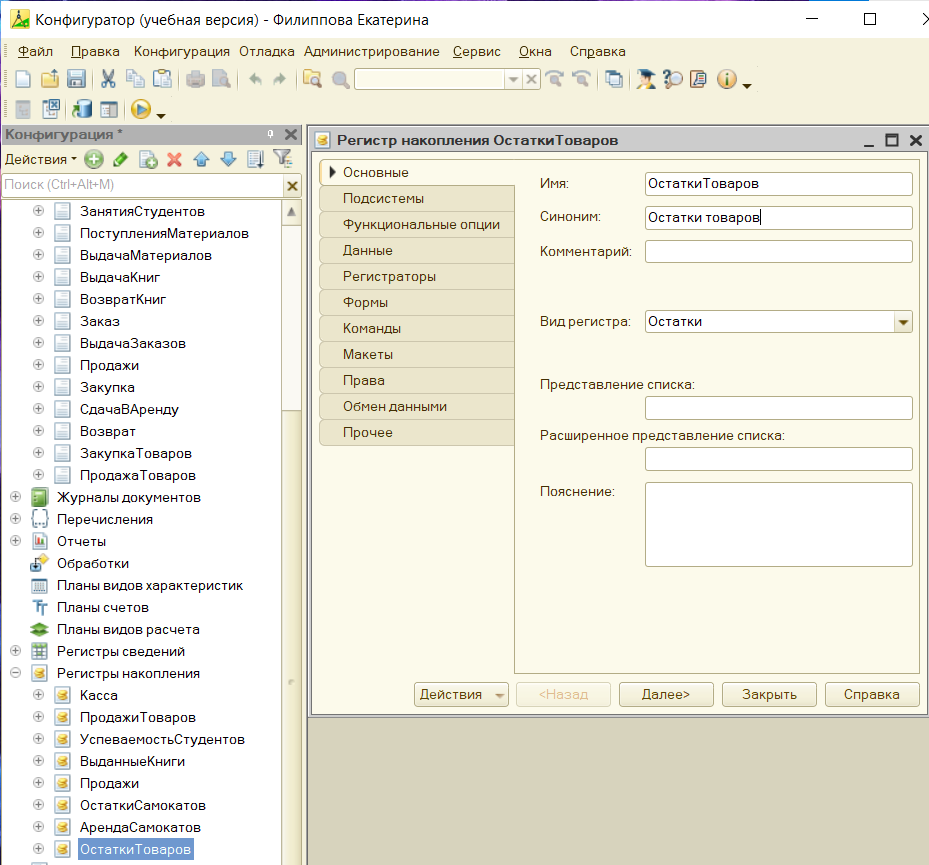 Конфигуратор (учебная версия) - Филиппова Екатерина
Файл Правка Конфигурация Отладка Администрирование Сервис Окна Справка
Конфигурация *
Действия
Поиск (Ctrl+Alt+M)
ЗанятияСтудентов
ПоступленияМатериалов
ВыдачаМатериалов
ВыдачаКниг
ВозвратКниг
Заказ
ВыдачаЗаказов
Продажи
Закупка
СдачаВАренду
Возврат
ЗакупкаТоваров
ПродажаТоваров
Журналы документов
Перечисления
Отчеты
Обработки
Планы видов характеристик
Планы счетов
Планы видов расчета
Регистры сведений
Регистры накопления
Касса
ПродажиТоваров
УспеваемостьСтудентов
ВыданныеКниги
Продажи
ОстаткиСамокатов
АрендаСамокатов
ОстаткиТоваров
Регистр накопления ОстаткиТоваров
Основные
Подсистемы
Функциональные опции
Данные
Регистраторы
Формы
Команды
Макеты
Права
Обмен данными
Прочее
Имя: ОстаткиТоваров
Синоним: Остатки товаров
Комментарий:
Вид регистра: Остатки
Представление списка:
Расширенное представление списка:
Пояснение:
Действия <Назад Далее> Закрыть Справка